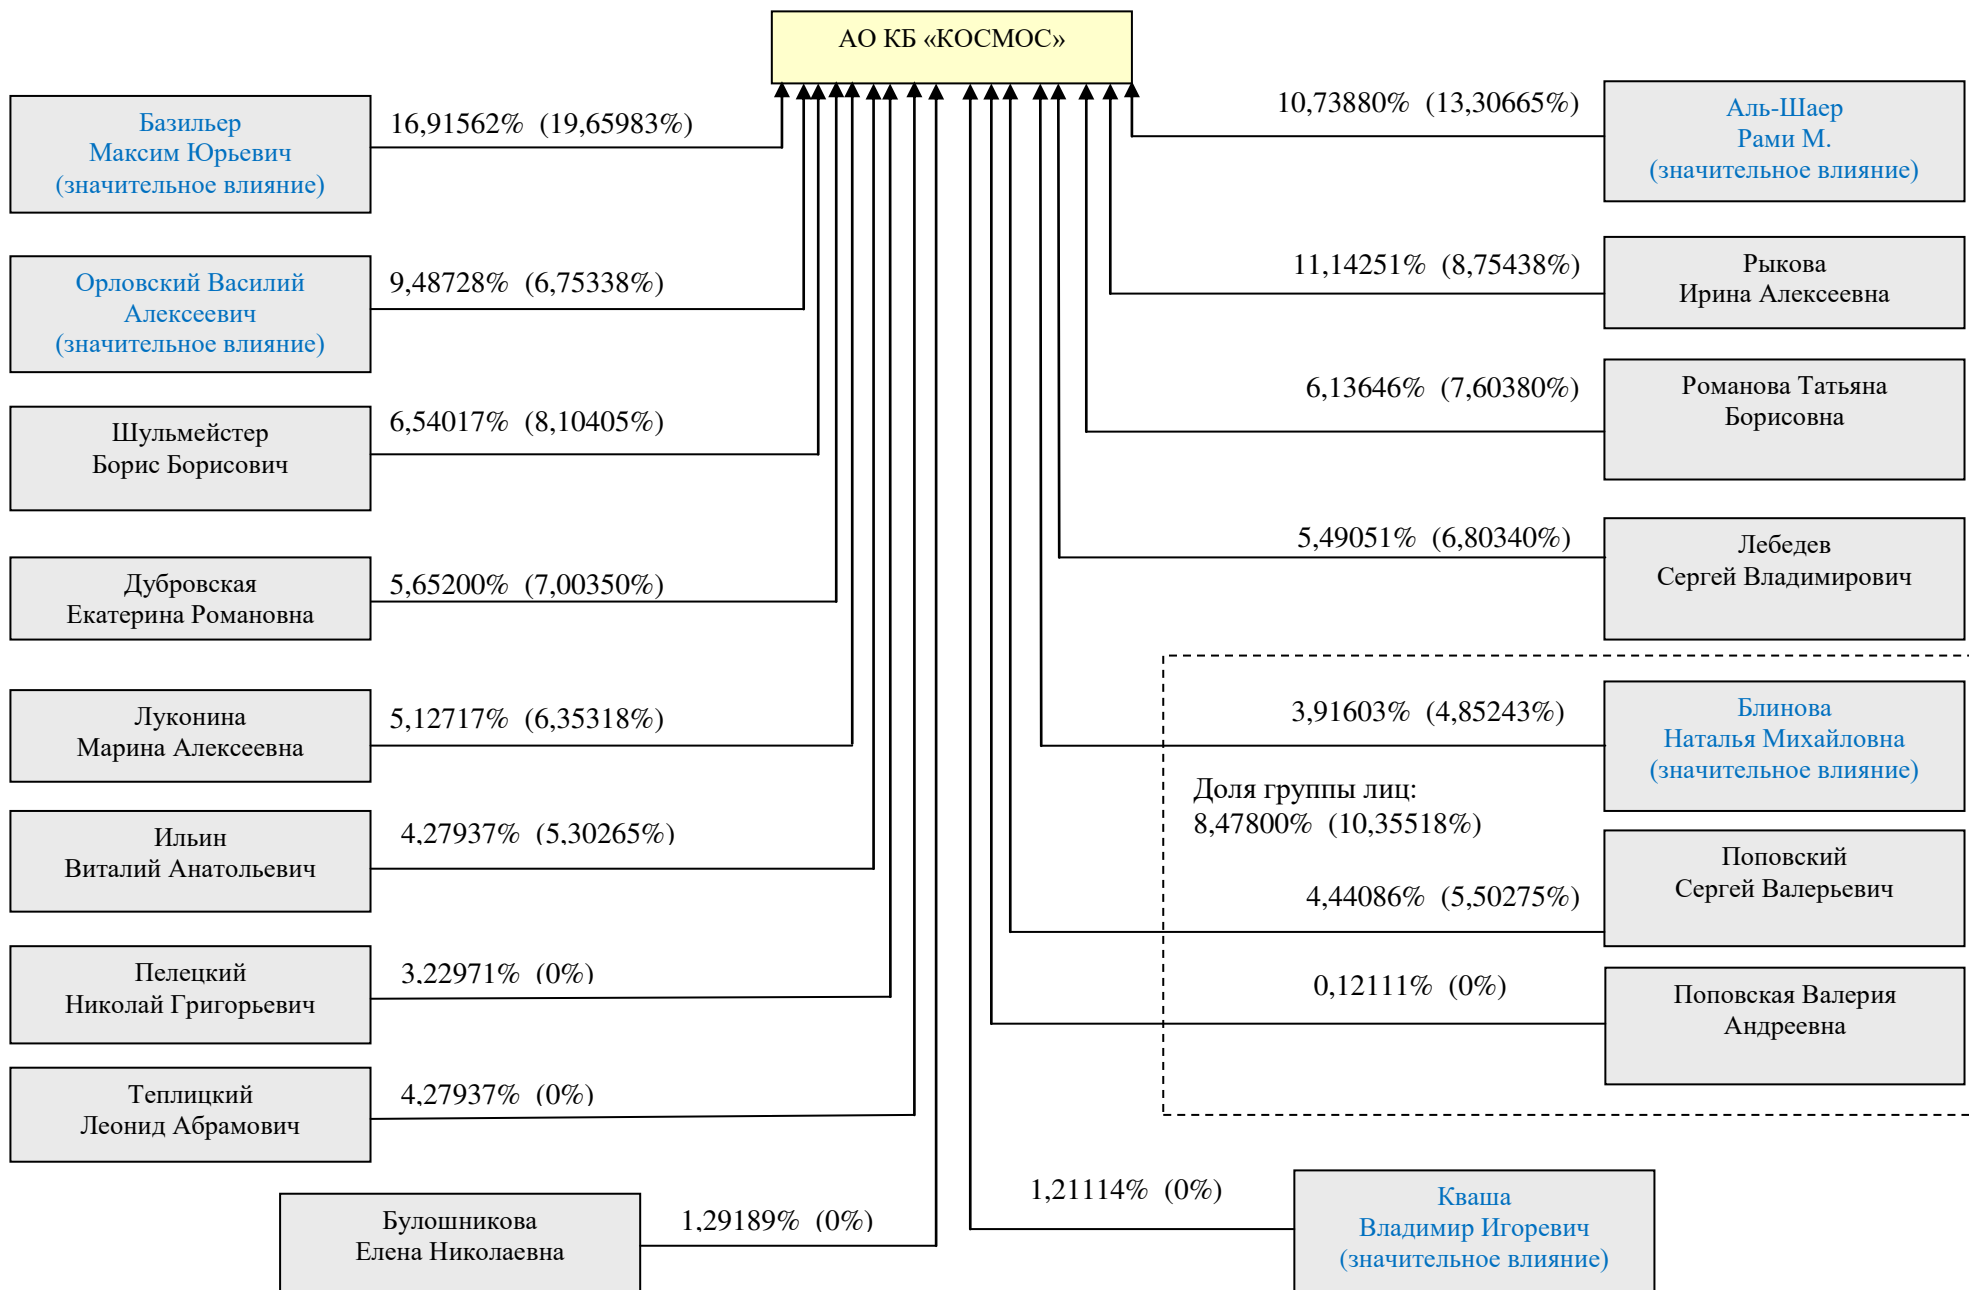 АО КБ «КОСМОС»
Базильер
Максим Юрьевич
(значительное влияние)
16,91562% (19,65983%)
Орловский Василий
Алексеевич
(значительное влияние)
9,48728% (6,75338%)
Шульмейстер
Борис Борисович
6,54017% (8,10405%)
Дубровская
Екатерина Романовна
5,65200% (7,00350%)
Луконина
Марина Алексеевна
5,12717% (6,35318%)
Ильин
Виталий Анатольевич
4,27937% (5,30265%)
Пелецкий
Николай Григорьевич
3,22971% (0%)
Теплицкий
Леонид Абрамович
4,27937% (0%)
Булошникова
Елена Николаевна
1,29189% (0%)
10,73880% (13,30665%)
Аль-Шаер
Рами М.
(значительное влияние)
11,14251% (8,75438%)
Рыкова
Ирина Алексеевна
6,13646% (7,60380%)
Романова Татьяна
Борисовна
5,49051% (6,80340%)
Лебедев
Сергей Владимирович
3,91603% (4,85243%)
Блинова
Наталья Михайловна
(значительное влияние)
Доля группы лиц:
8,47800% (10,35518%)
4,44086% (5,50275%)
Поповский
Сергей Валерьевич
0,12111% (0%)
Поповская Валерия
Андреевна
1,21114% (0%)
Кваша
Владимир Игоревич
(значительное влияние)